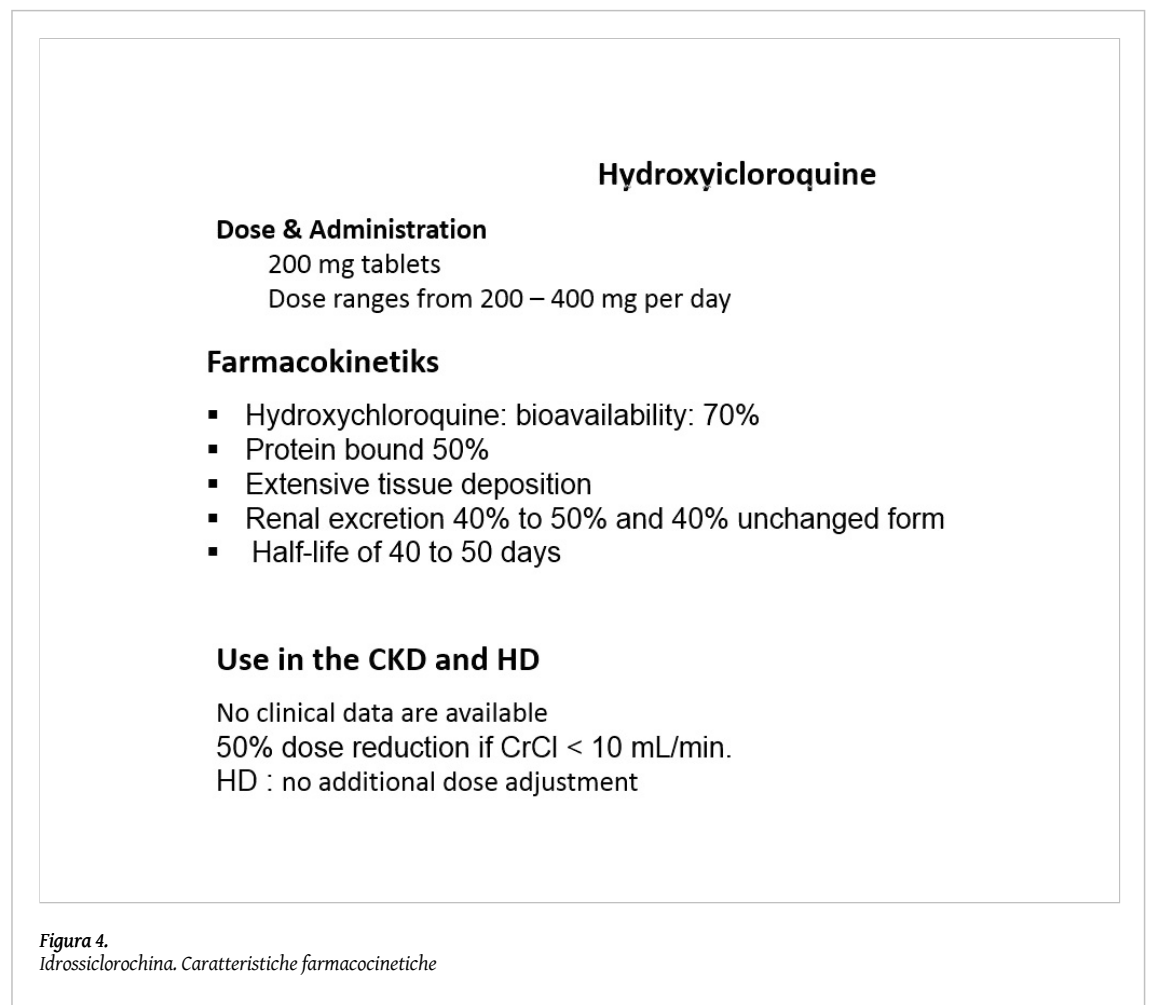 Hydroxyicloroquine
Dose & Administration
200 mg tablets
Dose ranges from 200 – 400 mg per day
Farmacokinetiks
▪ Hydroxychloroquine: bioavailability: 70%
▪ Protein bound 50%
▪ Extensive tissue deposition
▪ Renal excretion 40% to 50% and 40% unchanged form
▪ Half-life of 40 to 50 days
Use in the CKD and HD
No clinical data are available
50% dose reduction if CrCl < 10 mL/min.
HD : no additional dose adjustment
Figura 4.
Idrossiclorochina. Caratteristiche farmacocinetiche